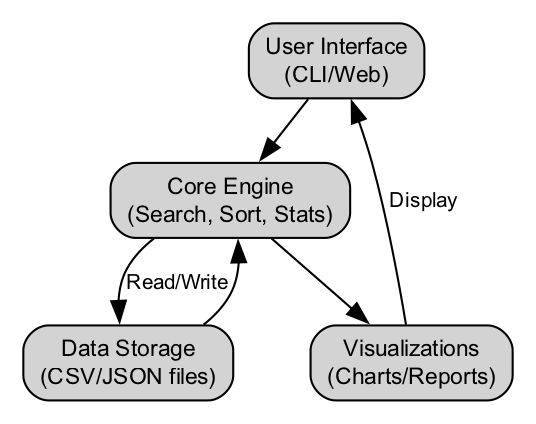 User Interface
(CLI/Web)
Core Engine
(Search, Sort, Stats)
Display
Read/Write
Data Storage
(CSV/JSON files)
Visualizations
(Charts/Reports)